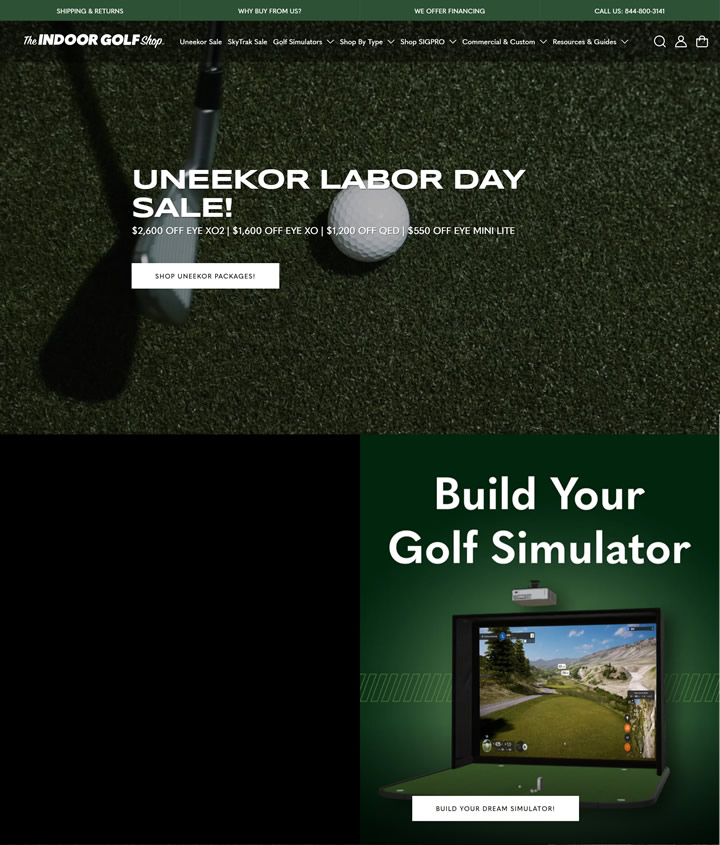 SHIPPING & RETURNS
WHY BUY FROM US?
WE OFFER FINANCING
CALL US: 844-800-3141
The INDOOR GOLF Shop
Uneekor Sale
SkyTrak Sale
Golf Simulators
Shop By Type
Shop SIGPRO
Commercial & Custom
Resources & Guides
UNEEKOR LABOR DAY
SALE!
$2,600 OFF EYE XO2 | $1,600 OFF EYE XO | $1,200 OFF QED | $550 OFF EYE MINI LITE
SHOP UNEEKOR PACKAGES!
Build Your
Golf Simulator
BUILD YOUR DREAM SIMULATOR!